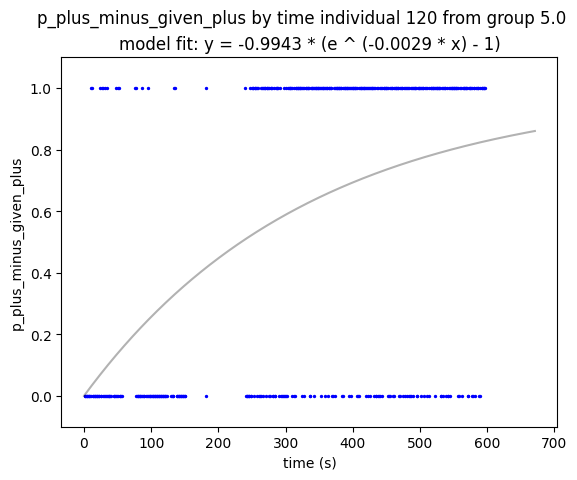 p_plus_minus_given_plus by time individual 120 from group 5.0
model fit: y = -0.9943 * (e ^ (-0.0029 * x) - 1)
1.0
0.8
0.6
0.4
0.2
0.0
p_plus_minus_given_plus
0 100 200 300 400 500 600 700
time (s)